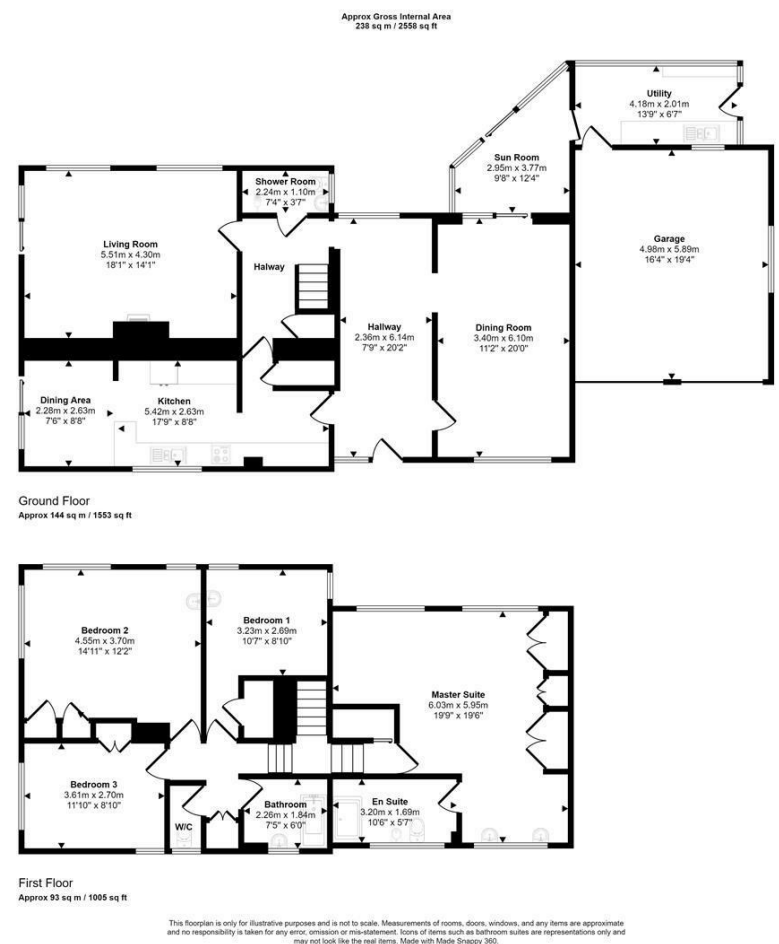 Approx Gross Internal Area
238 sq m / 2558 sq ft
Utility
4.18m x 2.01m
13'9" x 6'7"
Sun Room
2.95m x 3.77m
9'8" x 12'4"
Shower Room
2.24m x 1.10m
7'4" x 3'7"
Living Room
5.51m x 4.30m
18'1" x 14'1"
Halway
Garage
4.98m x 5.89m
16'4" x 19'4"
Hallway
2.36m x 6.14m
7'9" x 20'2"
Dining Room
3.40m x 6.10m
11'2" x 20'0"
Dining Area
2.28m x 2.63m
7'6" x 8'8"
Kitchen
5.42m x 2.63m
17'9" x 8'8"
Ground Floor
Approx 144 sq m / 1553 sq ft
Bedroom 2
4.55m x 3.70m
14'11" x 12'2"
Bedroom 1
3.23m x 2.69m
10'7" x 8'10"
Master Suite
6.03m x 5.95m
19'9" x 19'6"
Bedroom 3
3.61m x 2.70m
11'10" x 8'10"
W/C
Bathroom
2.26m x 1.84m
7'5" x 6'0"
En Suite
3.20m x 1.69m
10'6" x 5'7"
First Floor
Approx 93 sq m / 1005 sq ft
This floorplan is only for illustrative purposes and is not to scale. Measurements of rooms, doors, windows, and any items are approximate
and no responsibility is taken for any error, omission or mis-statement. Icons of items such as bathroom suites are representations only and
may not look like the real items. Made with Made Snappy 360.